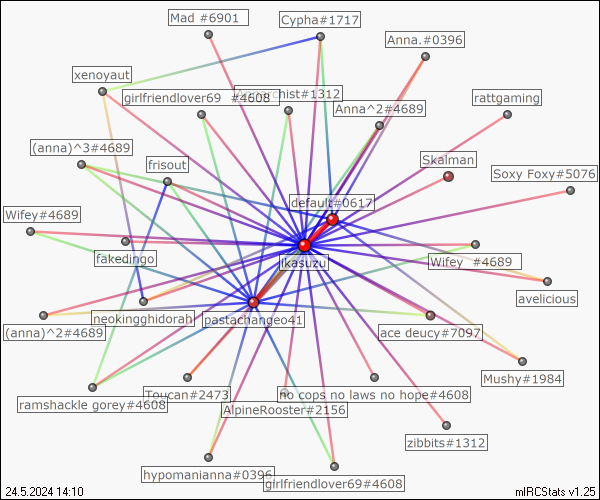 Mad #6901
Cypha#1717
Anna.#0396
xenoyaut
girlfriendlover69 #4608
chist#1312
Anna^2#4689
rattgaming
(anna)^3#4689
frisout
Skalman
Soxy Foxy#5076
default#0617
Wifey#4689
fakedingo
jkasuzu
Wifey #4689
avelicious
(anna)^2#4689
neokingghidorah
pastachangeo41
ace deucy#7097
Mushy#1984
ramshackle gorey#4608
Toucan#2473
no cops no laws no hope#4608
AlpineRooster#2156
zibbits#1312
hypomanianna#0396
girlfriendlover69#4608
24.5.2024 14:10
mIRCStats v1.25